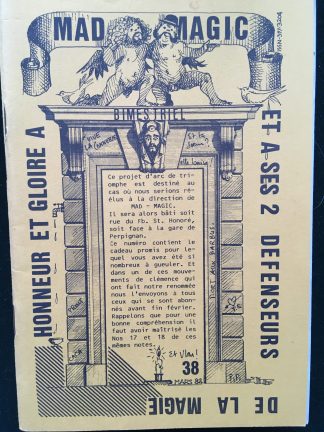 MAD MAGIC
BIMESTRIEL
HONNEUR ET GLOIRE A
ET A SES 2 DEFENSEURS
DE LA MAGIE
Ce projet d'arc de tri-
omphe est destiné au
cas où nous serions ré-
élus à la direction de
MAD - MAGIC.
Il sera alors bâti soit
rue du Fb. St. Honoré,
soit face à la gare de
Perpignan.
Ce numéro contient le
cadeau promis pour le-
quel vous avez été si
nombreux à gueuler. Et
dans un de ces mouve-
ments de clémence qui
ont fait notre renommée
nous l'envoyons à tous
ceux qui se sont abon-
nés avant fin février.
Rappelons que pour une
bonne compréhension il
faut avoir maîtrisé les
Nos 17 et 18 de ces
mêmes notes.
Et Vlan!
38
MARS 88
MORT AUX BARBUS